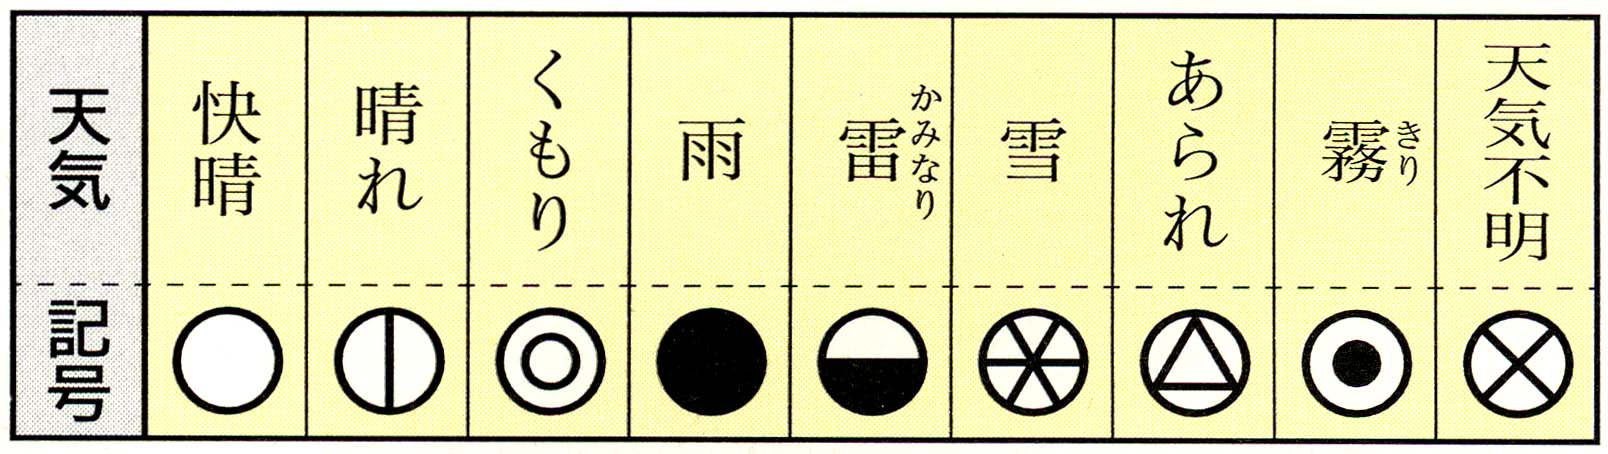 天気
快晴
晴れ
くもり
雨
雷
かみなり
雪
あられ
霧
きり
天気不明
記号